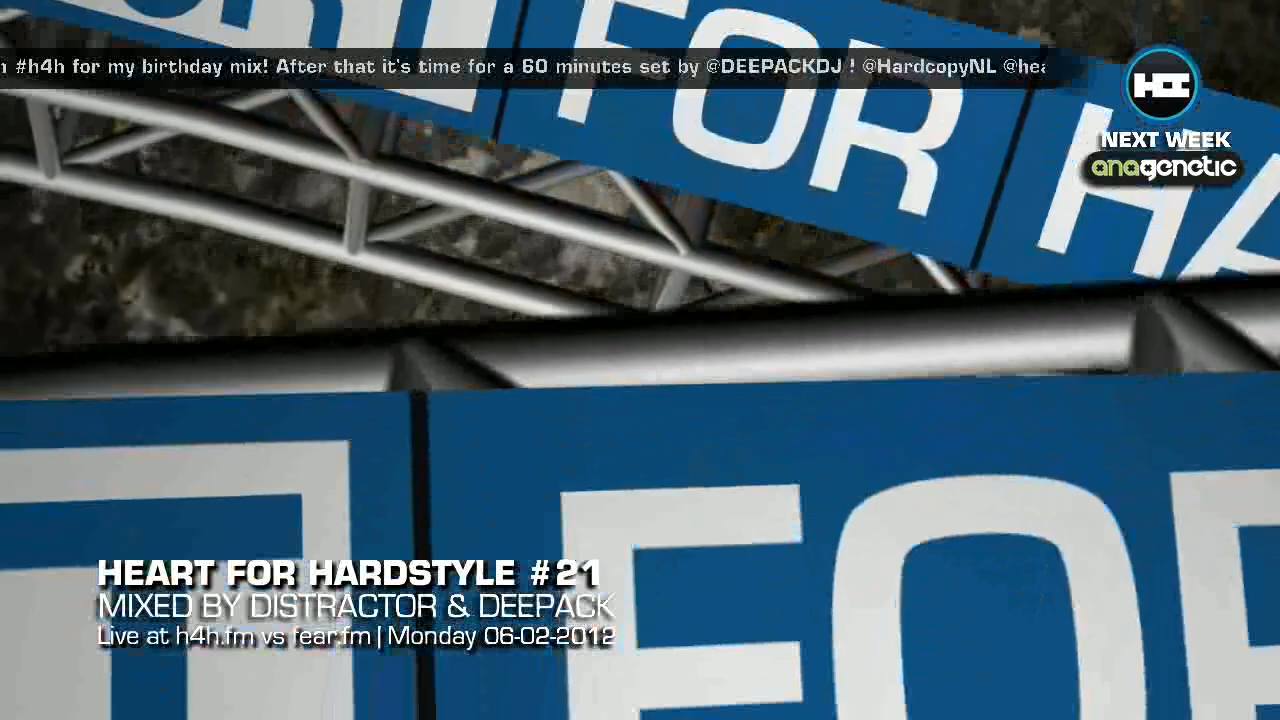 #h4h for my birthday mix! After that it's time for a 60 minutes set by @DEEPACKDJ ! @HardcopyNL @hea
FOR HA
NEXT WEEK
anagenetic
FOR
HEART FOR HARDSTYLE #21
MIXED BY DISTRACTOR & DEEPACK
Live at h4h.fm vs fear.fm | Monday 06-02-2012